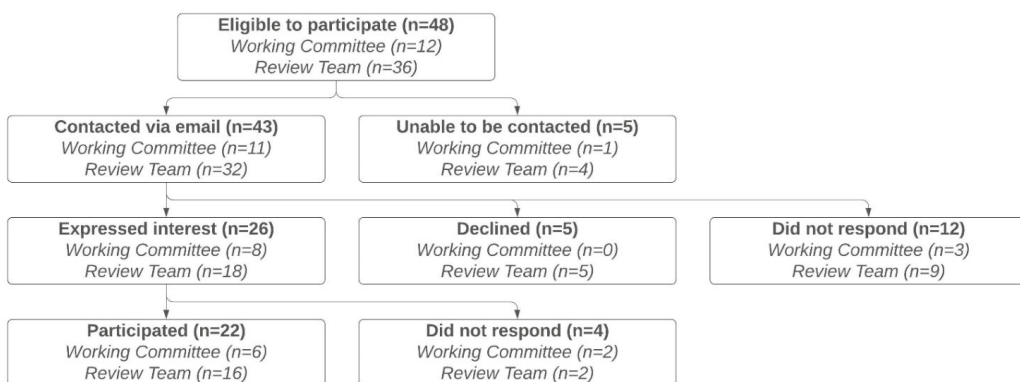 Eligible to participate (n=48)
Working Committee (n=12)
Review Team (n=36)
Contacted via email (n=43)
Working Committee (n=11)
Review Team (n=32)
Unable to be contacted (n=5)
Working Committee (n=1)
Review Team (n=4)
Expressed interest (n=26)
Working Committee (n=8)
Review Team (n=18)
Declined (n=5)
Working Committee (n=0)
Review Team (n=5)
Did not respond (n=12)
Working Committee (n=3)
Review Team (n=9)
Participated (n=22)
Working Committee (n=6)
Review Team (n=16)
Did not respond (n=4)
Working Committee (n=2)
Review Team (n=2)